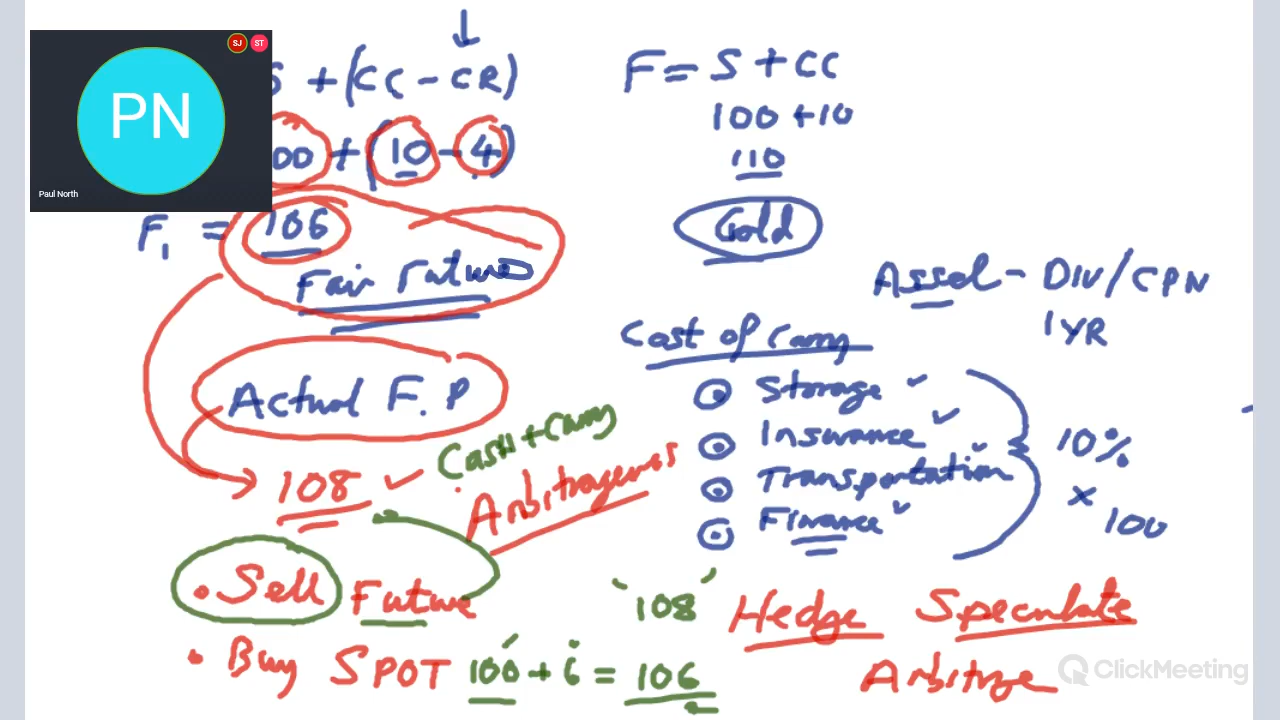 SJ ST
PN
Paul North
S + (CC - CR)
00 + (10 - 4)
F1 = 106
Fair Future
Actual F.P
108 ✓
Cash + Carry
Arbitrageurs
• Sell Future
• Buy SPOT 100 + 6 = 106
108
F = S + CC
100 + 10
110
Gold
Asset - DIV/CPN
1 YR
Cost of Carry
Storage ✓
Insurance ✓
Transportation ✓
Finance ✓
10%
x
100
Hedge Speculate
Arbitrage
ClickMeeting